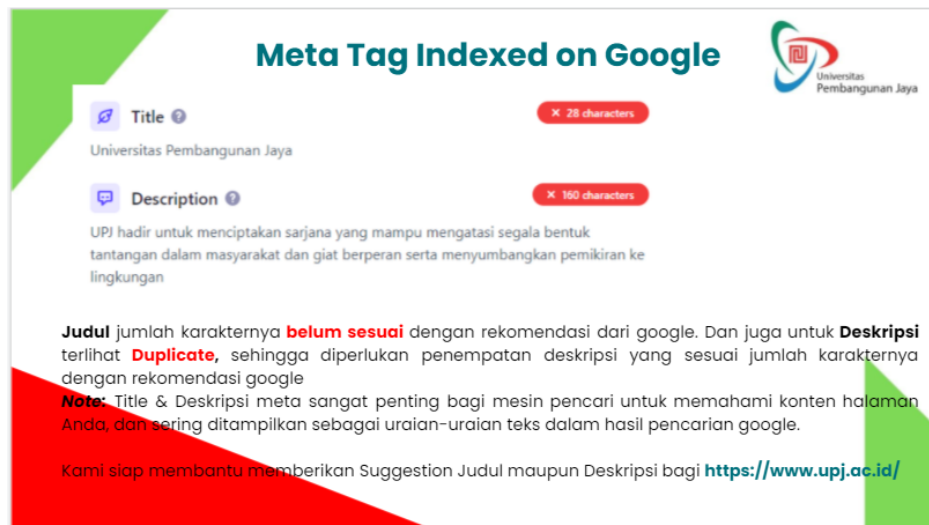 Meta Tag Indexed on Google
Universitas
Pembangunan Jaya
Title ?
× 28 characters
Universitas Pembangunan Jaya
Description ?
× 160 characters
UPJ hadir untuk menciptakan sarjana yang mampu mengatasi segala bentuk
tantangan dalam masyarakat dan giat berperan serta menyumbangkan pemikiran ke
lingkungan
Judul jumlah karakternya belum sesuai dengan rekomendasi dari google. Dan juga untuk Deskripsi
terlihat Duplicate, sehingga diperlukan penempatan deskripsi yang sesuai jumlah karakternya
dengan rekomendasi google
Note: Title & Deskripsi meta sangat penting bagi mesin pencari untuk memahami konten halaman
Anda, dan sering ditampilkan sebagai uraian-uraian teks dalam hasil pencarian google.
Kami siap membantu memberikan Suggestion Judul maupun Deskripsi bagi https://www.upj.ac.id/